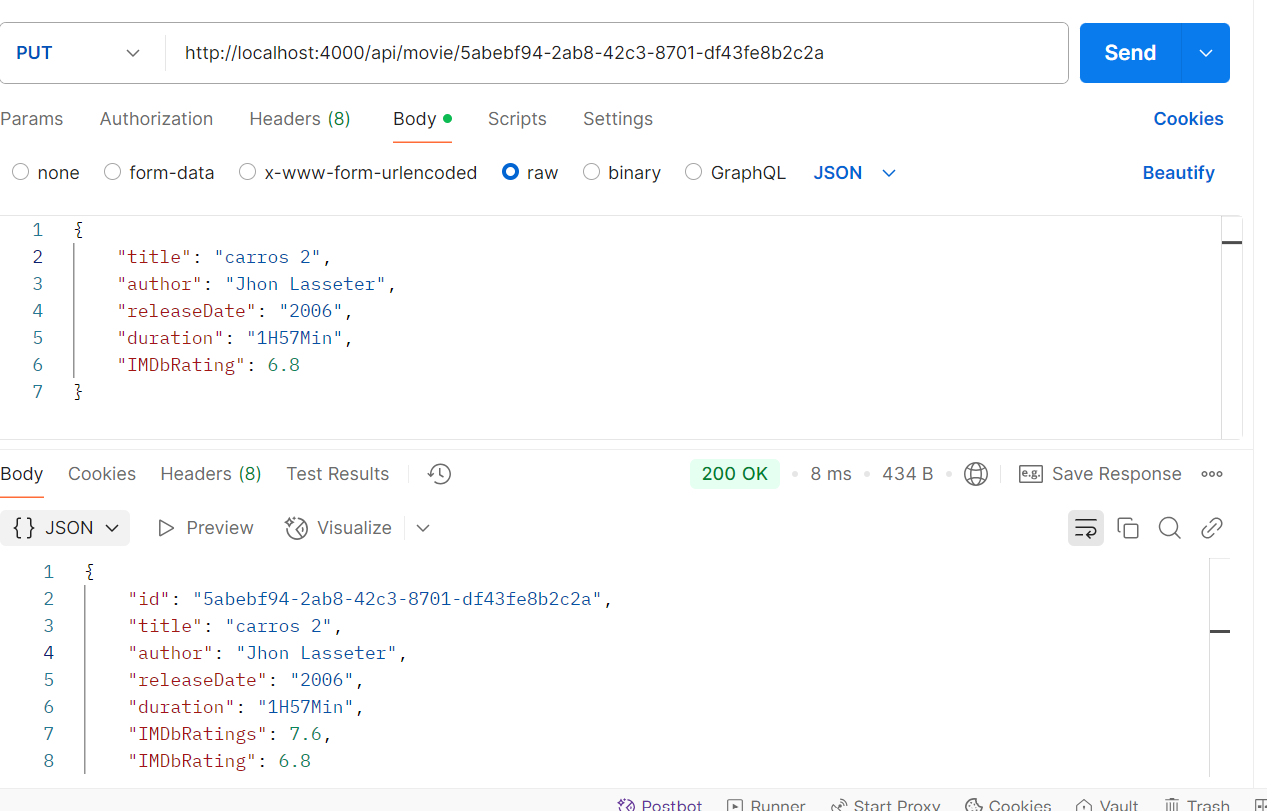 PUT http://localhost:4000/api/movie/5abebf94-2ab8-42c3-8701-df43fe8b2c2a Send
Params Authorization Headers (8) Body Scripts Settings Cookies
none form-data x-www-form-urlencoded raw binary GraphQL JSON Beautify
1 {
2 "title": "carros 2",
3 "author": "Jhon Lasseter",
4 "releaseDate": "2006",
5 "duration": "1H57Min",
6 "IMDbRating": 6.8
7 }
Body Cookies Headers (8) Test Results 200 OK 8 ms 434 B e.g. Save Response
{} JSON Preview Visualize
1 {
2 "id": "5abebf94-2ab8-42c3-8701-df43fe8b2c2a",
3 "title": "carros 2",
4 "author": "Jhon Lasseter",
5 "releaseDate": "2006",
6 "duration": "1H57Min",
7 "IMDbRatings": 7.6,
8 "IMDbRating": 6.8
Postbot Runner Start Proxy Cookies Vault Trash